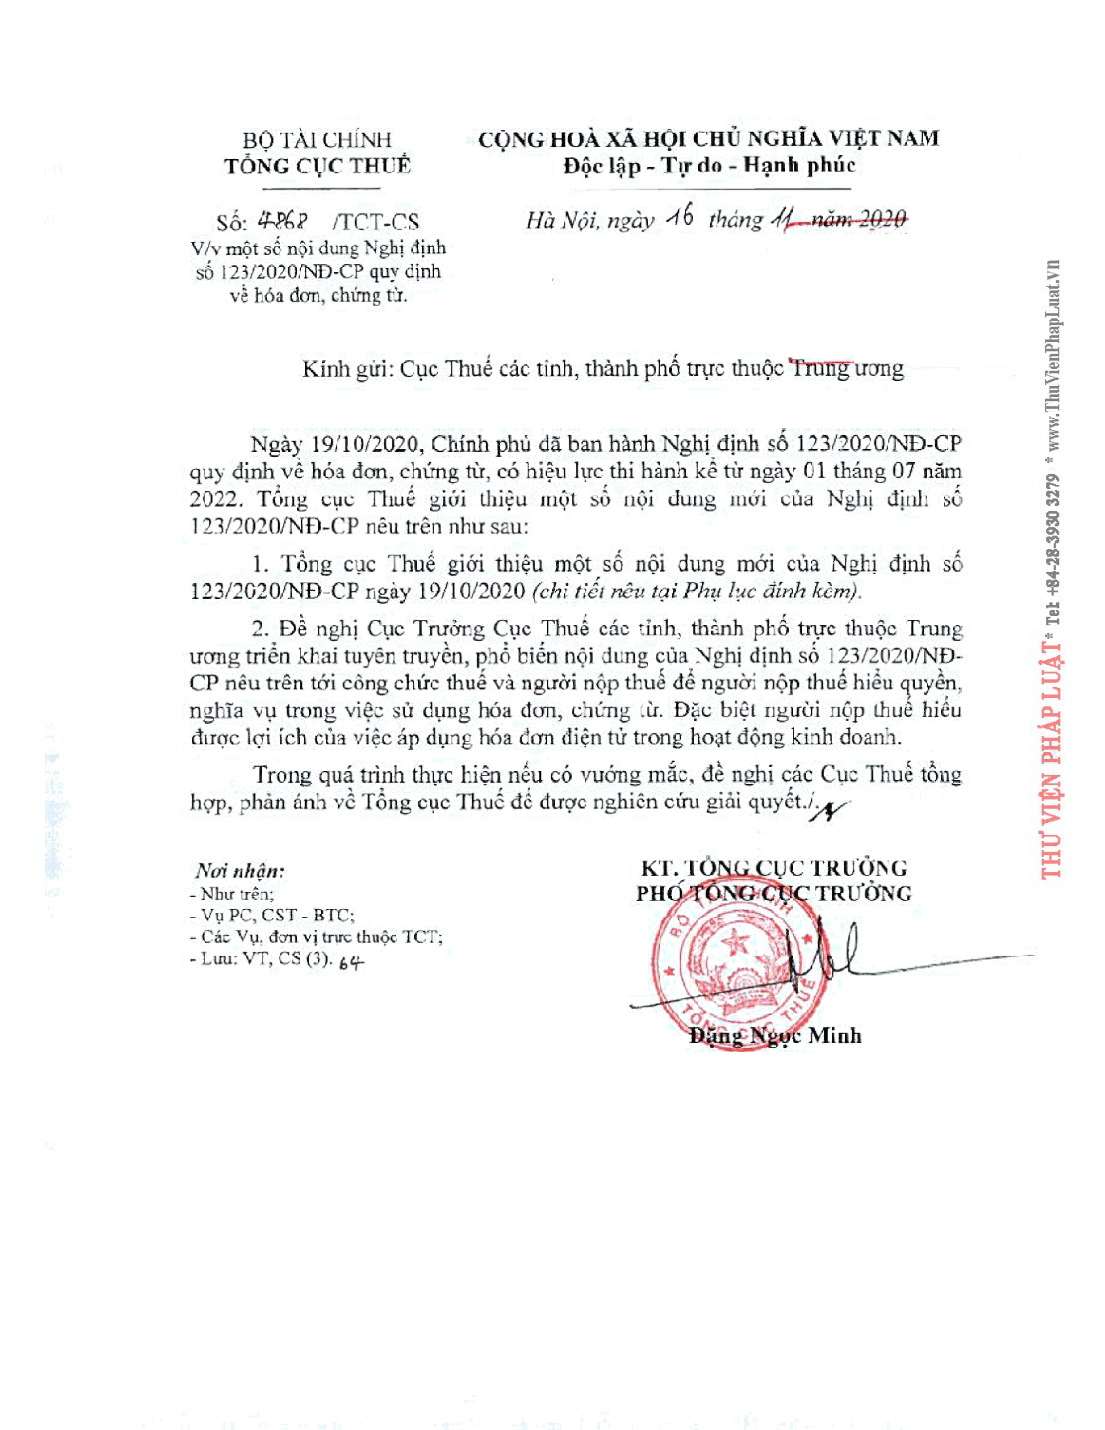 BỘ TÀI CHÍNH
TỔNG CỤC THUẾ
CỘNG HOÀ XÃ HỘI CHỦ NGHĨA VIỆT NAM
Độc lập - Tự do - Hạnh phúc
Số: 4868 /TCT-CS
V/v một số nội dung Nghị định
số 123/2020/NĐ-CP quy định
về hóa đơn, chứng từ.
Hà Nội, ngày 16 tháng 11 năm 2020
Kính gửi: Cục Thuế các tỉnh, thành phố trực thuộc Trung ương
Ngày 19/10/2020, Chính phủ đã ban hành Nghị định số 123/2020/NĐ-CP
quy định về hóa đơn, chứng từ, có hiệu lực thi hành kể từ ngày 01 tháng 07 năm
2022. Tổng cục Thuế giới thiệu một số nội dung mới của Nghị định số
123/2020/NĐ-CP nêu trên như sau:
1. Tổng cục Thuế giới thiệu một số nội dung mới của Nghị định số
123/2020/NĐ-CP ngày 19/10/2020 (chi tiết nêu tại Phụ lục đính kèm).
2. Đề nghị Cục Trưởng Cục Thuế các tỉnh, thành phố trực thuộc Trung
ương triển khai tuyên truyền, phổ biến nội dung của Nghị định số 123/2020/NĐ-
CP nêu trên tới công chức thuế và người nộp thuế để người nộp thuế hiểu quyền,
nghĩa vụ trong việc sử dụng hóa đơn, chứng từ. Đặc biệt người nộp thuế hiểu
được lợi ích của việc áp dụng hóa đơn điện tử trong hoạt động kinh doanh.
Trong quá trình thực hiện nếu có vướng mắc, đề nghị các Cục Thuế tổng
hợp, phản ánh về Tổng cục Thuế để được nghiên cứu giải quyết./.
Nơi nhận:
- Như trên;
- Vụ PC, CST - BTC;
- Các Vụ, đơn vị trực thuộc TCT;
- Lưu: VT, CS (3). 64
KT. TỔNG CỤC TRƯỞNG
PHÓ TỔNG CỤC TRƯỞNG
BỘ TÀI CHÍNH
TỔNG CỤC THUẾ
Đặng Ngọc Minh
THƯ VIỆN PHÁP LUẬT * Tel: +84-28-3930 3279 * www.ThuVienPhapLuat.vn